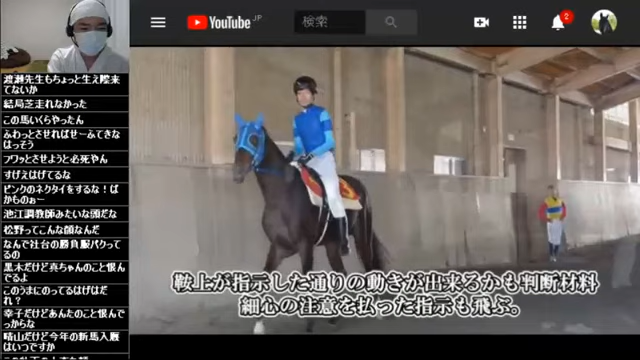 YouTube JP
検索
2
渡瀬先生もちょっと生え際来
てないか
結局芝走れなかった
この馬いくらやったん
ふわっとさせればせーふてきな
はっそう
フワッとさせようと必死やん
すげえはげてるな
ピンクのネクタイをするな！ば
かものぉー
池江調教師みたいな頭だな
松野ってこんな顔なんだ
なんで社台の勝負服パクって
るの
黒木だけど真ちゃんのこと恨ん
でるよ
このうまにのってるはげはだ
れ？
幸子だけどあんたのこと恨んで
っからな
畸山だけど今年の新馬入厩
はいつですか
鞍上が指示した通りの動きが出来るかも判断材料
細心の注意を払った指示も飛ぶ。